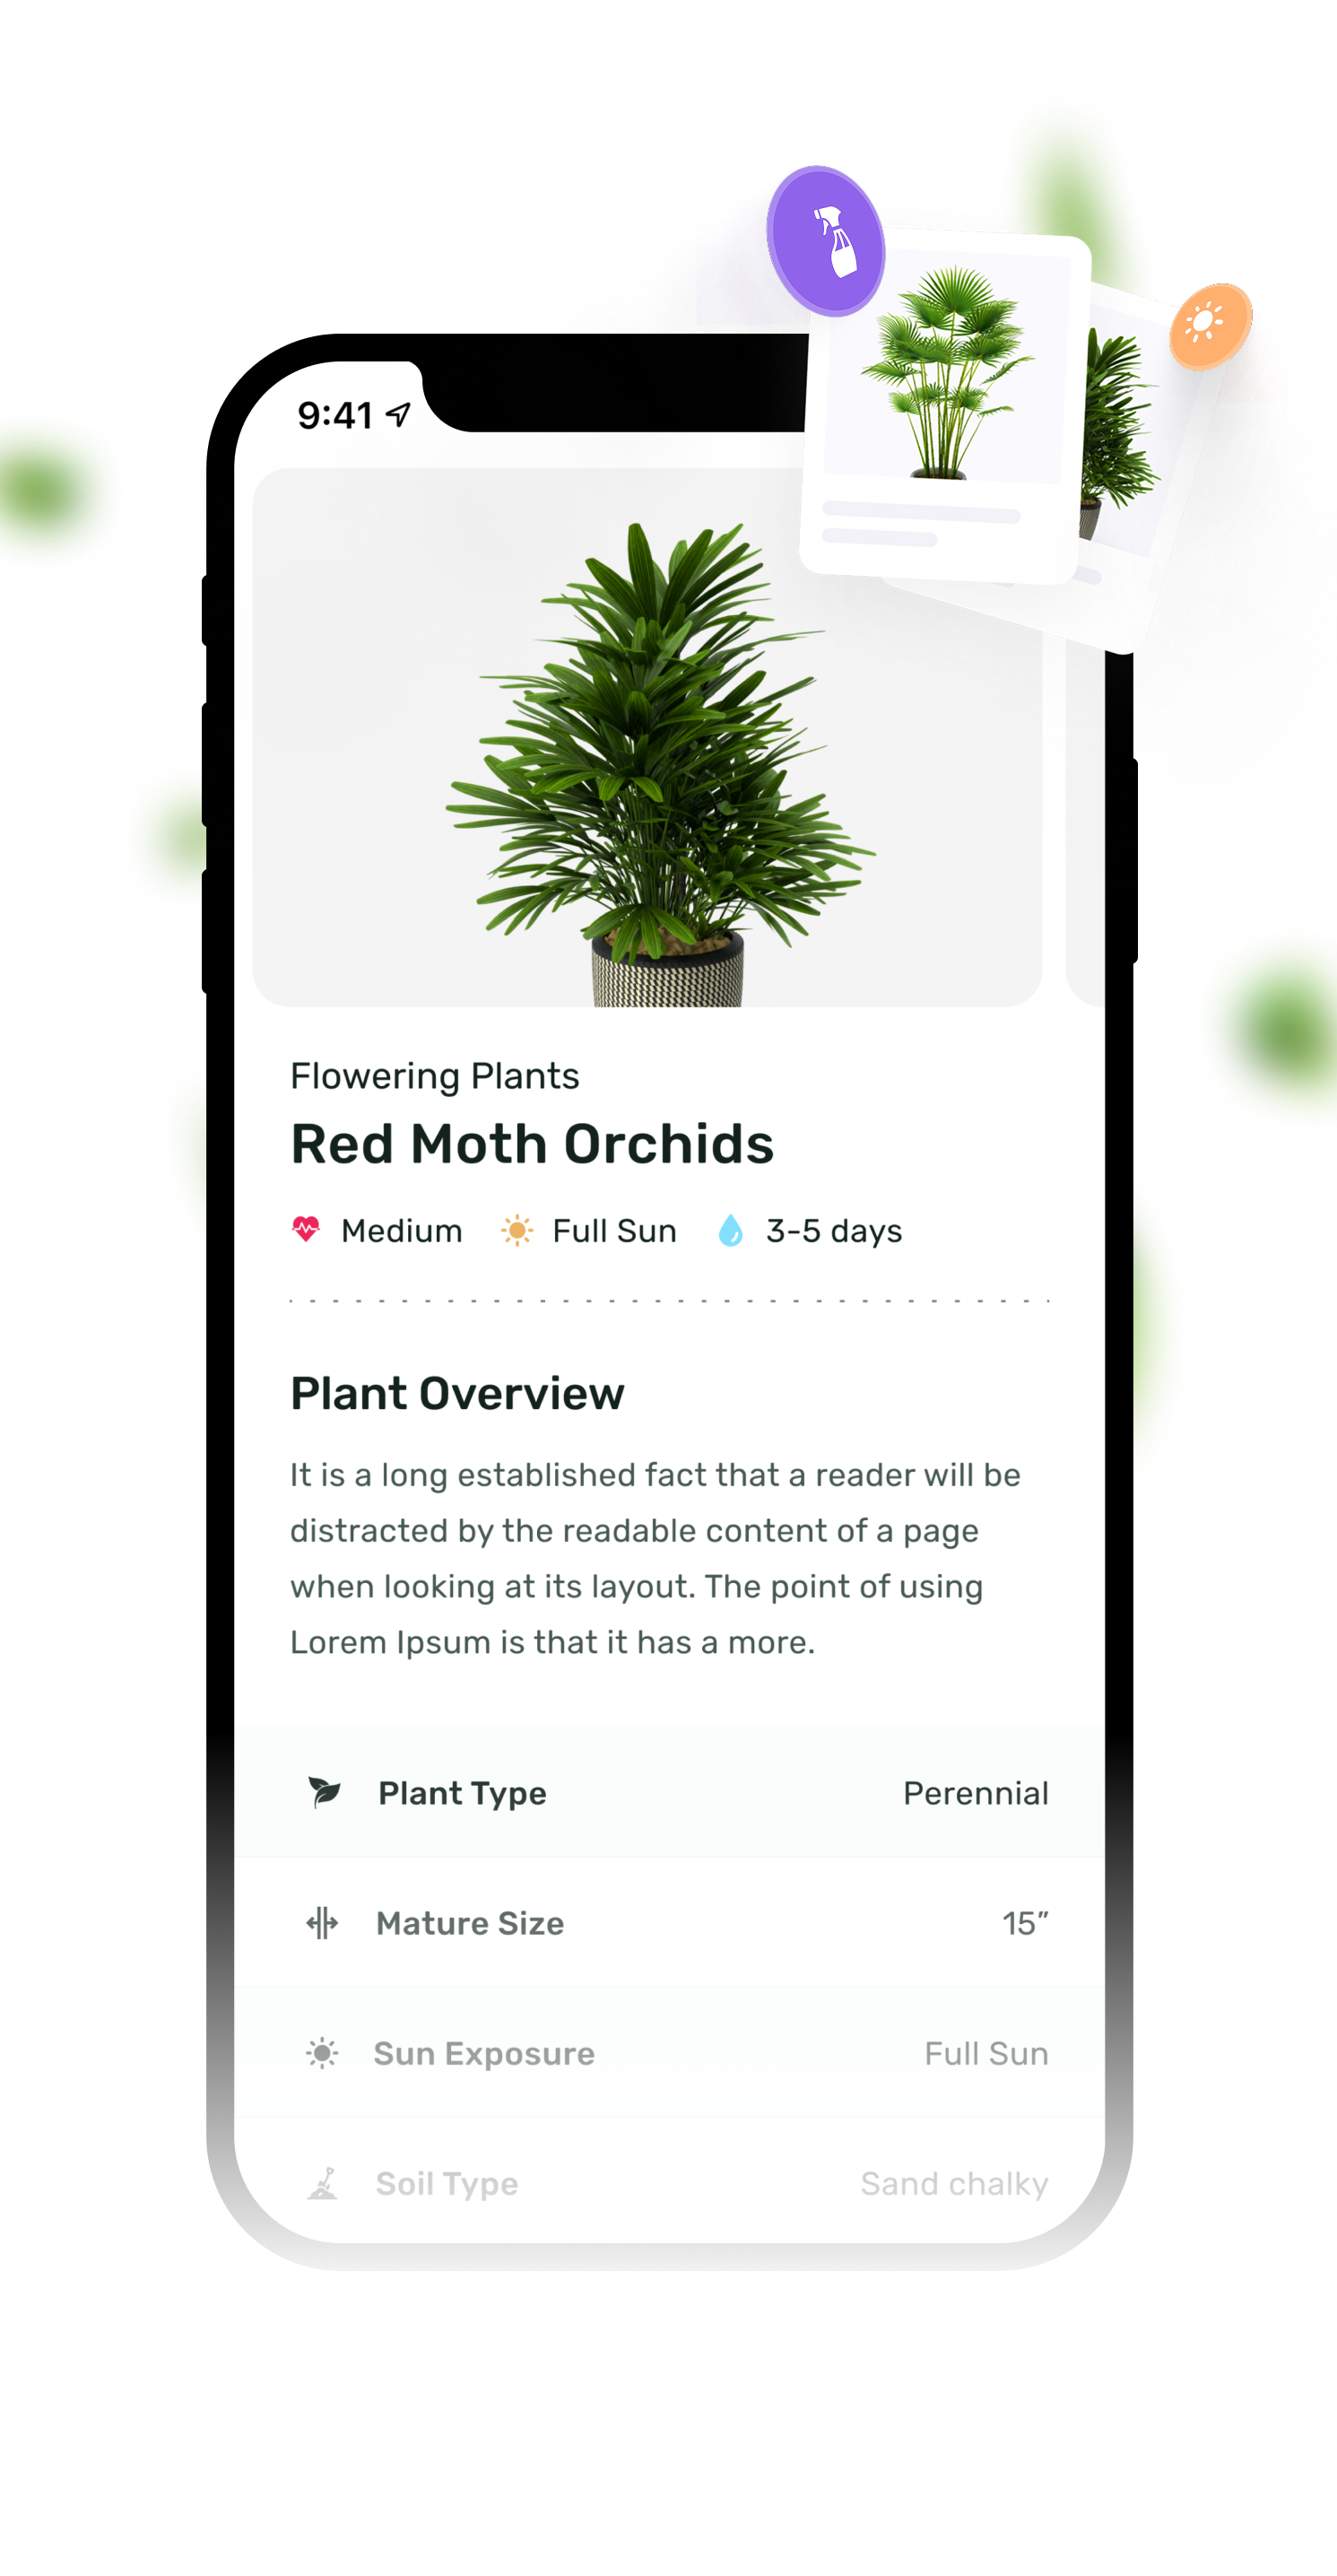 9:41
Flowering Plants
Red Moth Orchids
Medium Full Sun 3-5 days
Plant Overview
It is a long established fact that a reader will be
distracted by the readable content of a page
when looking at its layout. The point of using
Lorem Ipsum is that it has a more.
Plant Type Perennial
Mature Size 15”
Sun Exposure Full Sun
Soil Type Sand chalky